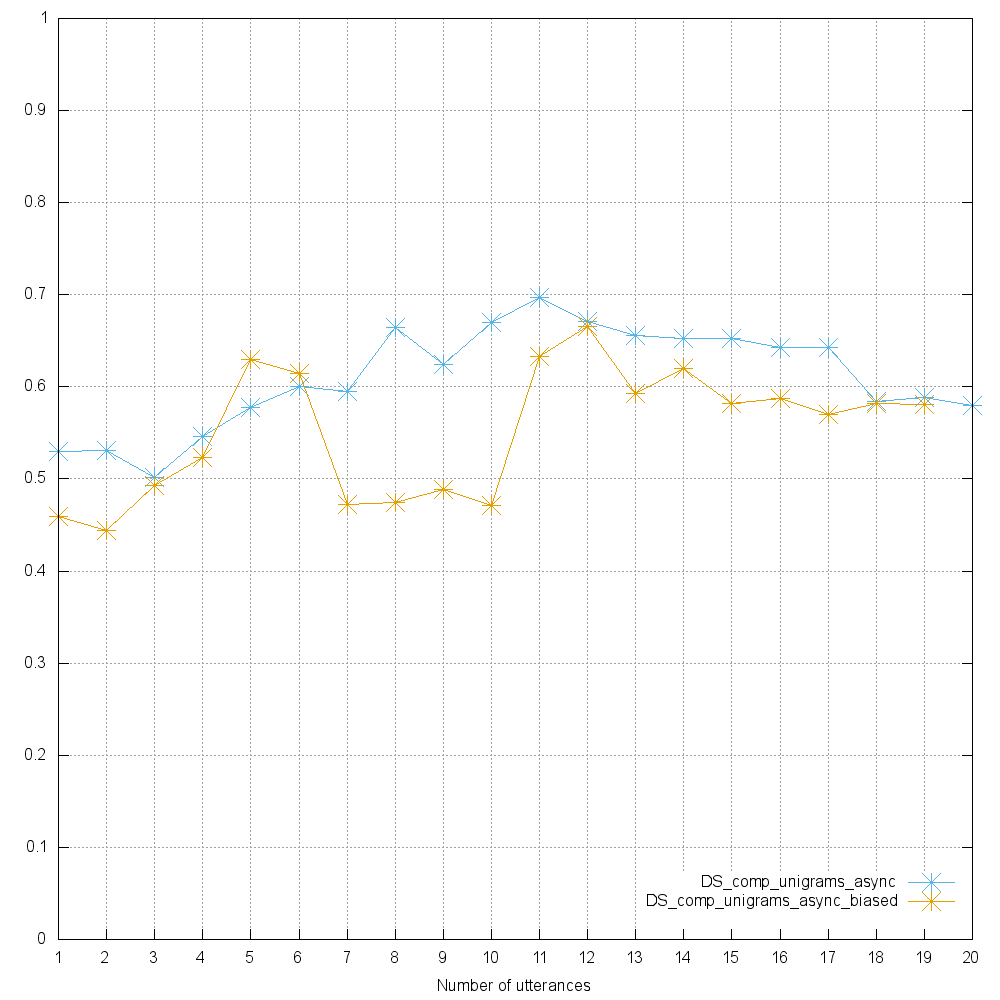 1
0.9
0.8
0.7
0.6
0.5
0.4
0.3
0.2
0.1
0
DS_comp_unigrams_async
DS_comp_unigrams_async_biased
1 2 3 4 5 6 7 8 9 10 11 12 13 14 15 16 17 18 19 20
Number of utterances